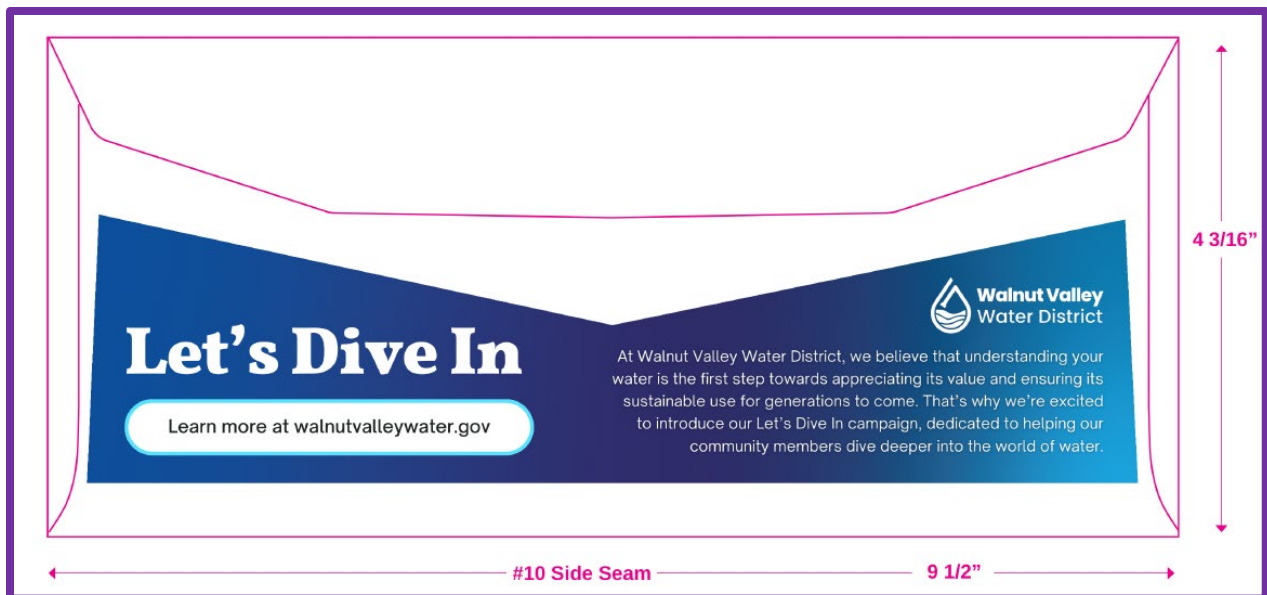 4 3/16”
Walnut Valley
Water District
Let’s Dive In
Learn more at walnutvalleywater.gov
At Walnut Valley Water District, we believe that understanding your
water is the first step towards appreciating its value and ensuring its
sustainable use for generations to come. That’s why we’re excited
to introduce our Let’s Dive In campaign, dedicated to helping our
community members dive deeper into the world of water.
#10 Side Seam
9 1/2”